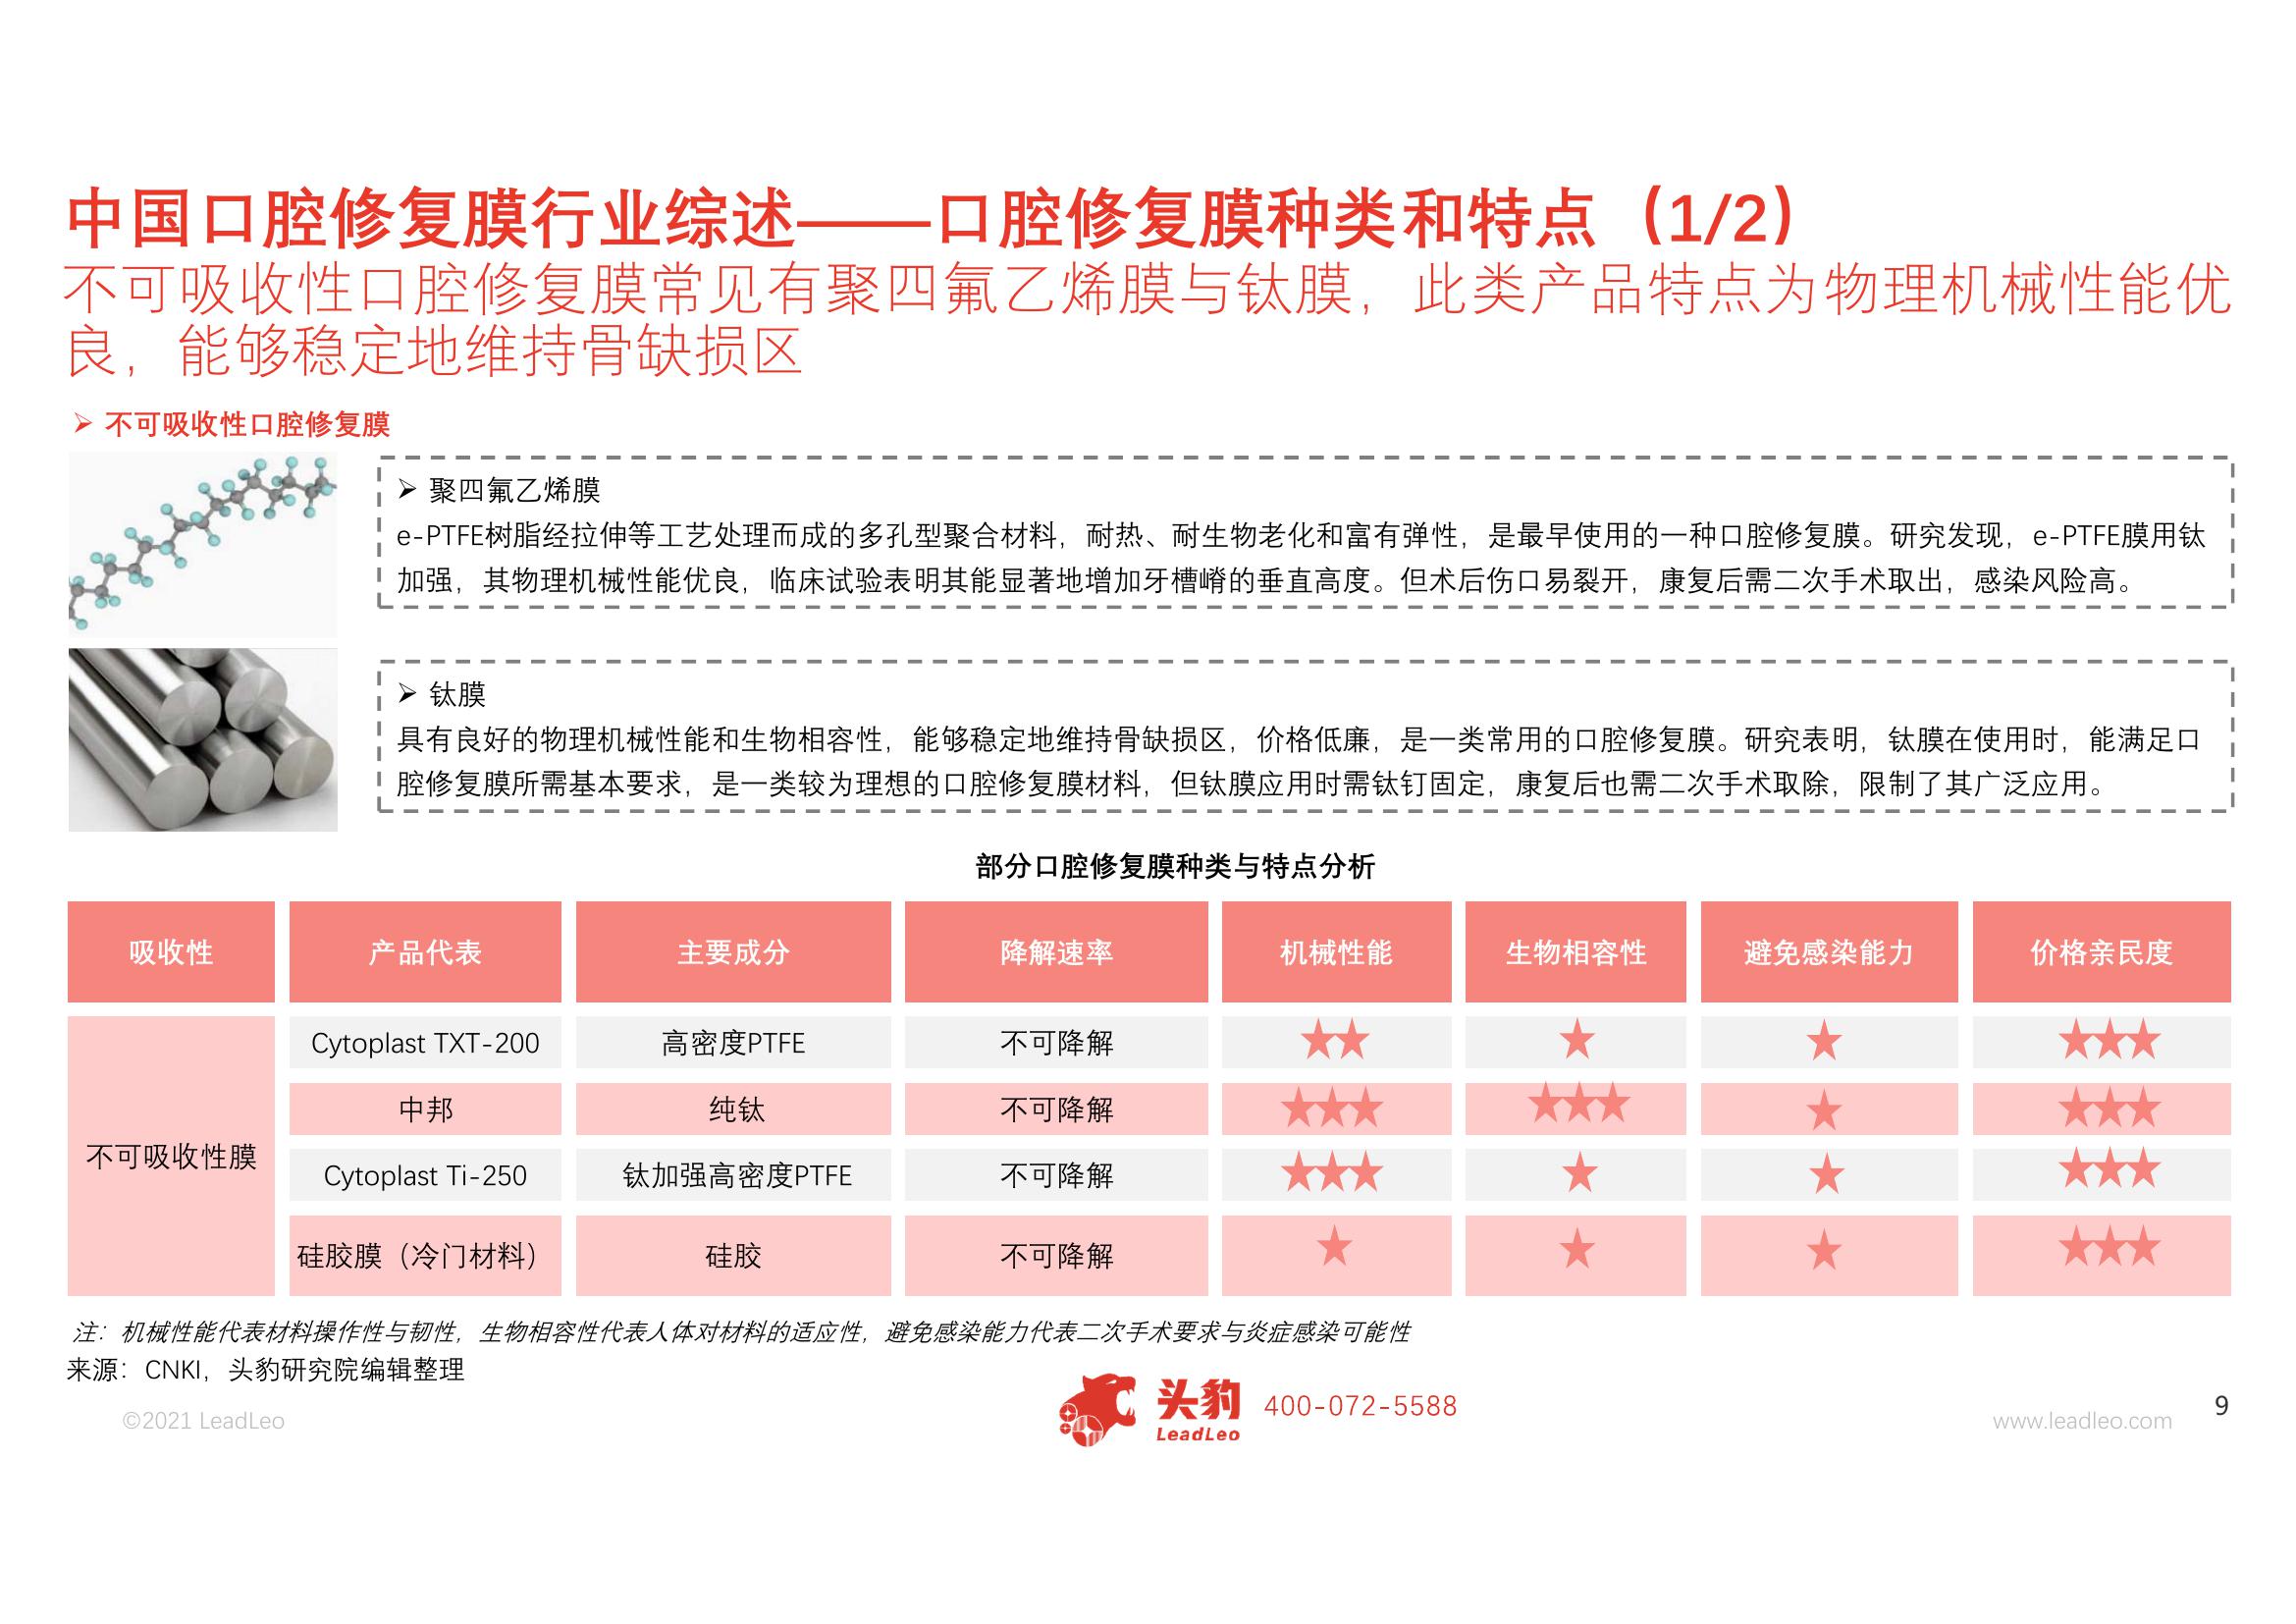 中国口腔修复膜行业综述——口腔修复膜种类和特点（1/2）
不可吸收性口腔修复膜常见有聚四氟乙烯膜与钛膜，此类产品特点为物理机械性能优
良，能够稳定地维持骨缺损区
➢ 不可吸收性口腔修复膜
➢ 聚四氟乙烯膜
e-PTFE树脂经拉伸等工艺处理而成的多孔型聚合材料，耐热、耐生物老化和富有弹性，是最早使用的一种口腔修复膜。研究发现，e-PTFE膜用钛
加强，其物理机械性能优良，临床试验表明其能显著地增加牙槽嵴的垂直高度。但术后伤口易裂开，康复后需二次手术取出，感染风险高。
➢ 钛膜
具有良好的物理机械性能和生物相容性，能够稳定地维持骨缺损区，价格低廉，是一类常用的口腔修复膜。研究表明，钛膜在使用时，能满足口
腔修复膜所需基本要求，是一类较为理想的口腔修复膜材料，但钛膜应用时需钛钉固定，康复后也需二次手术取除，限制了其广泛应用。
部分口腔修复膜种类与特点分析
吸收性 产品代表 主要成分 降解速率 机械性能 生物相容性 避免感染能力 价格亲民度
Cytoplast TXT-200 高密度PTFE 不可降解 ★★ ★ ★ ★★★
中邦 纯钛 不可降解 ★★★ ★★★ ★ ★★★
不可吸收性膜
Cytoplast Ti-250 钛加强高密度PTFE 不可降解 ★★★ ★ ★ ★★★
硅胶膜（冷门材料） 硅胶 不可降解 ★ ★ ★ ★★★
注：机械性能代表材料操作性与韧性，生物相容性代表人体对材料的适应性，避免感染能力代表二次手术要求与炎症感染可能性
来源：CNKI，头豹研究院编辑整理
©2021 LeadLeo
头豹
LeadLeo
400-072-5588
www.leadleo.com
9